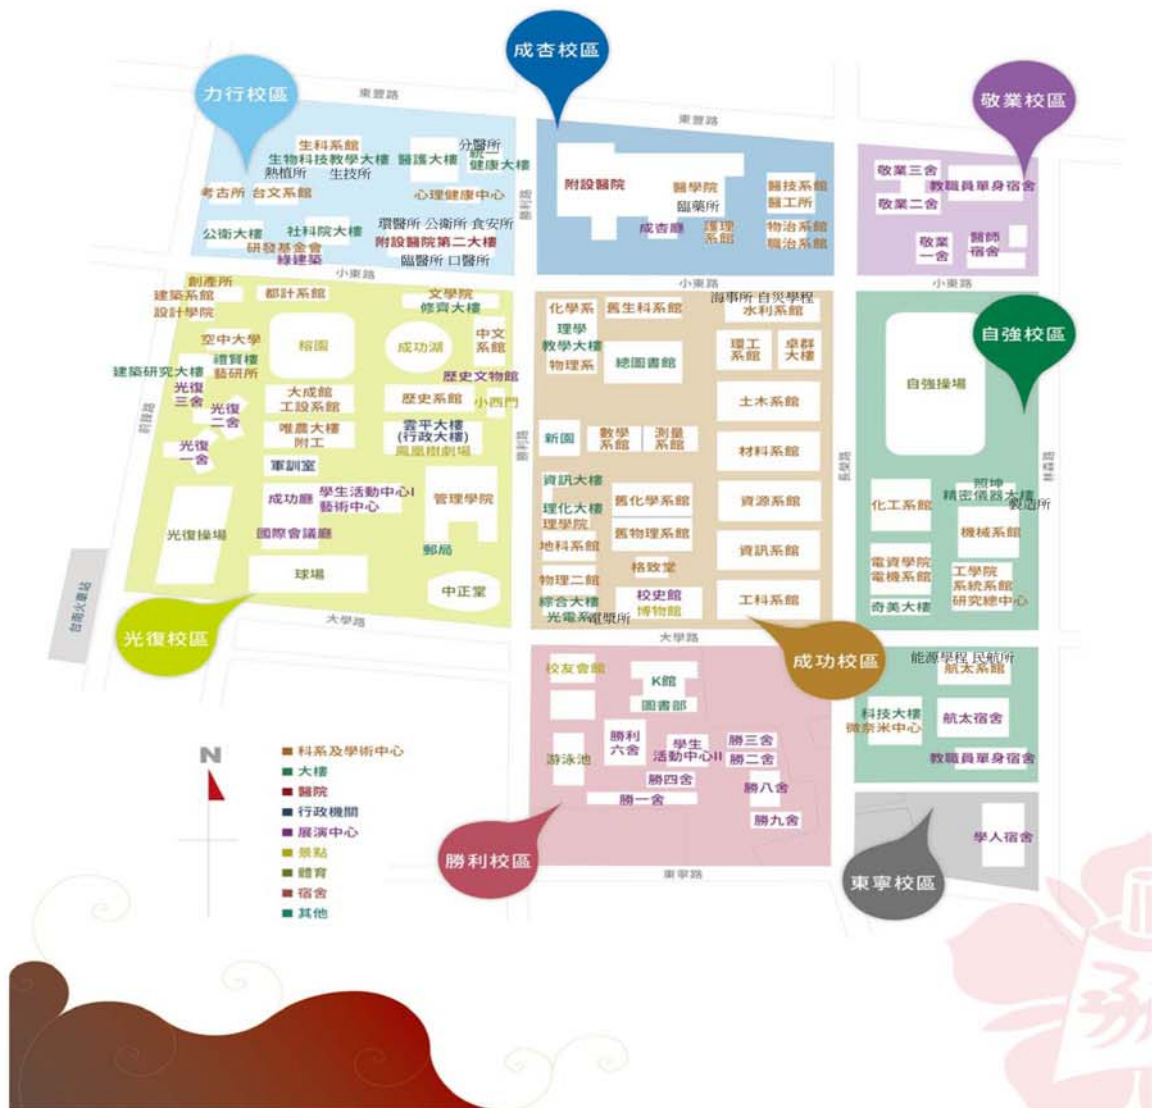 成杏校區
力行校區
敬業校區
東豐路
東豐路
生科系館
生物科技教學大樓
熱植所
生技所
醫護大樓
分醫所
統一
健康大樓
考古所
台文系館
心理健康中心
公衛大樓
社科院大樓
研發基金會
綠建築
環醫所 公衛所 食安所
附設醫院第二大樓
臨醫所 口醫所
勝利路
附設醫院
醫學院
臨藥所
成杏廳
護理
系館
醫技系館
醫工所
物治系館
職治系館
敬業三舍
教職員單身宿舍
敬業二舍
敬業
一舍
醫師
宿舍
小東路
小東路
小東路
創產所
建築系館
設計學院
都計系館
文學院
修齊大樓
空中大學
榕園
成功湖
中文
系館
禮賢樓
建築研究大樓
藝研所
歷史文物館
光復
三舍
大成館
工設系館
歷史系館
小西門
光復
二舍
唯農大樓
附工
雲平大樓
(行政大樓)
鳳凰樹劇場
光復
一舍
軍訓室
成功廳
學生活動中心I
藝術中心
管理學院
光復操場
國際會議廳
郵局
球場
中正堂
前鋒路
勝利路
台南火車站
光復校區
大學路
化學系
舊生科系館
海事所 自災學程
水利系館
理學
教學大樓
物理系
總圖書館
環工
系館
卓群
大樓
土木系館
新園
數學
系館
測量
系館
材料系館
資訊大樓
理化大樓
理學院
舊化學系館
資源系館
地科系館
舊物理系館
資訊系館
物理二館
格致堂
綜合大樓
光電系
電漿所
校史館
博物館
工科系館
長榮路
成功校區
大學路
自強校區
自強操場
照坤
精密儀器大樓
製造所
化工系館
機械系館
電資學院
電機系館
工學院
系統系館
研究總中心
奇美大樓
林森路
能源學程 民航所
航太系館
科技大樓
微奈米中心
航太宿舍
教職員單身宿舍
校友會館
K館
圖書部
游泳池
勝利
六舍
學生
活動中心II
勝三舍
勝二舍
勝四舍
勝八舍
勝一舍
勝九舍
勝利校區
東寧路
學人宿舍
東寧校區
N
科系及學術中心
大樓
醫院
行政機關
展演中心
景點
體育
宿舍
其他